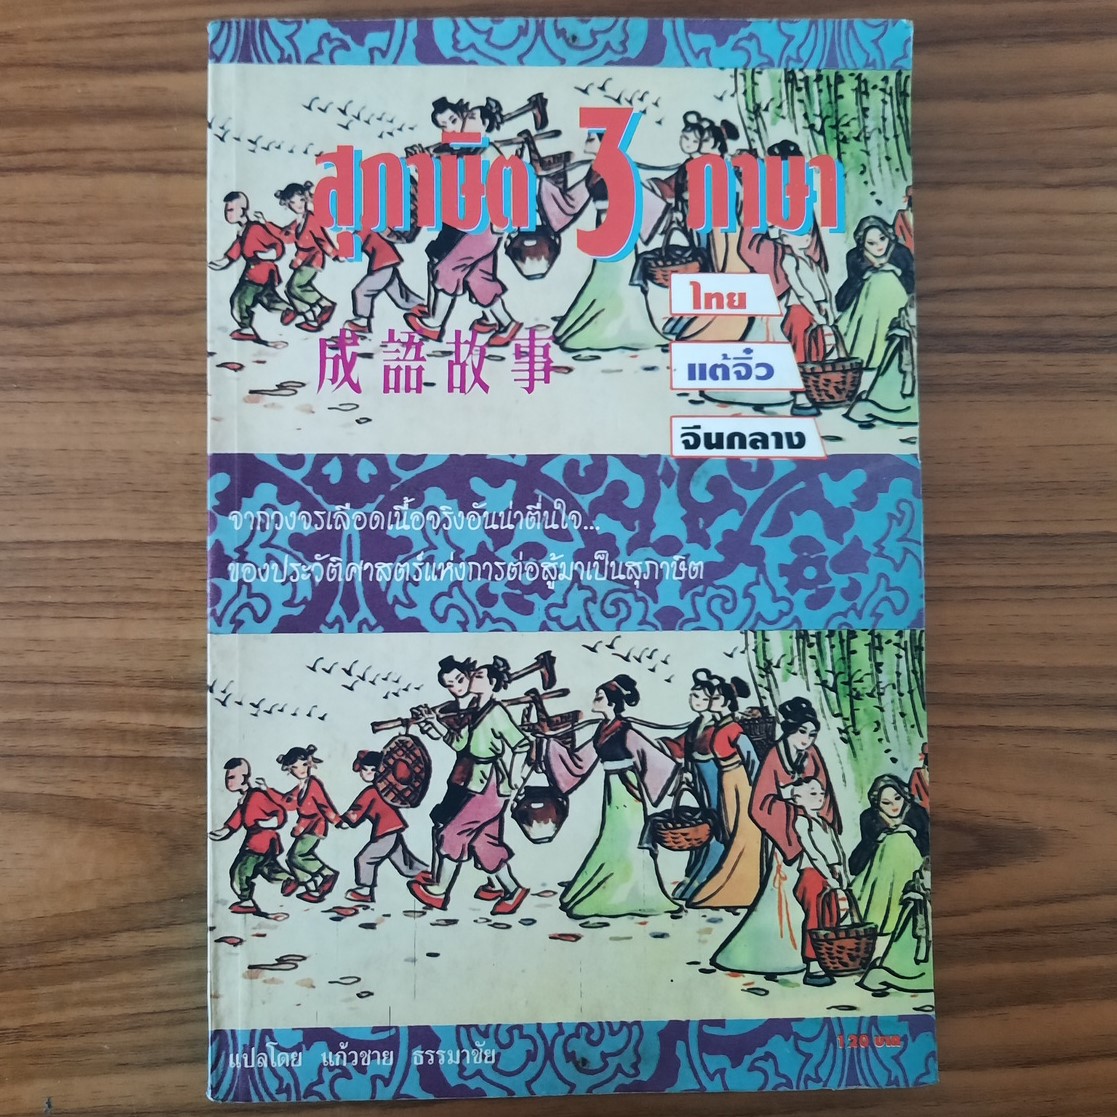 สุภาษิต 3 ภาษา
ไทย
成語故事
แต้จิ๋ว
จีนกลาง
จากวงจรเลือดเนื้อจริงอันน่าตื่นใจ...
ของประวัติศาสตร์แห่งการต่อสู้มาเป็นสุภาษิต
แปลโดย แก้วชาย ธรรมาชัย
120 บาท